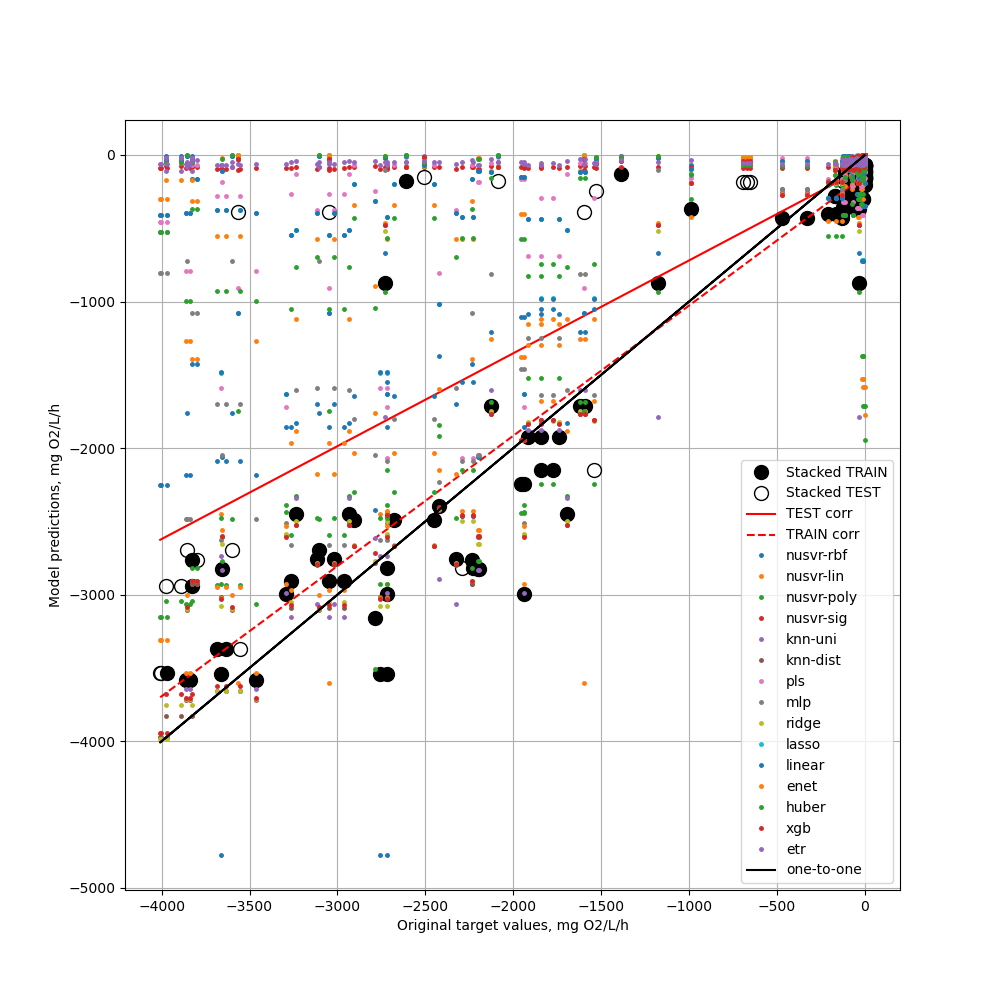 0
−1000
−2000
−3000
−4000
−5000
Model predictions, mg O2/L/h
−4000 −3500 −3000 −2500 −2000 −1500 −1000 −500 0
Original target values, mg O2/L/h
Stacked TRAIN
Stacked TEST
TEST corr
TRAIN corr
nusvr-rbf
nusvr-lin
nusvr-poly
nusvr-sig
knn-uni
knn-dist
pls
mlp
ridge
lasso
linear
enet
huber
xgb
etr
one-to-one